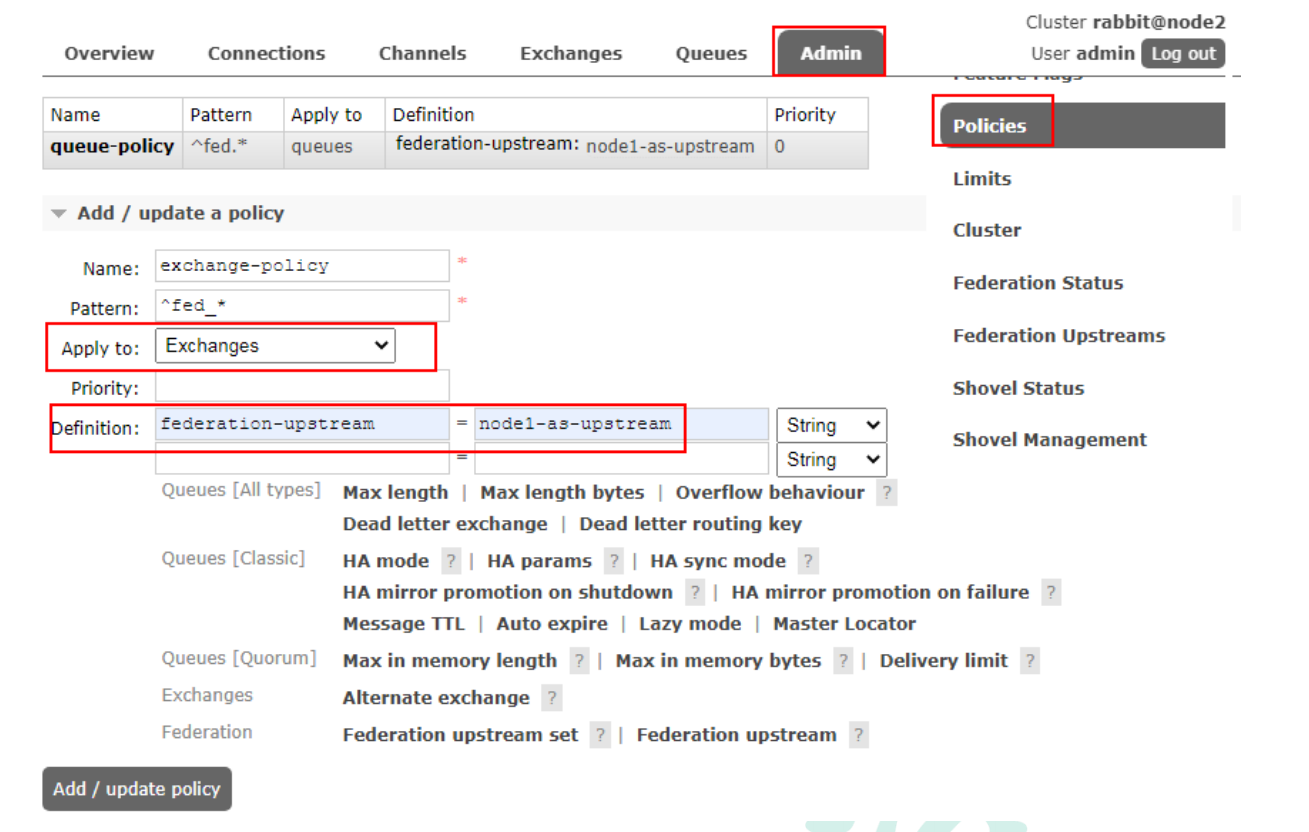 Cluster rabbit@node2
Overview Connections Channels Exchanges Queues Admin User admin Log out
Feature Flags
Name Pattern Apply to Definition Priority
queue-policy ^fed.* queues federation-upstream: node1-as-upstream 0
Policies
Limits
Add / update a policy
Cluster
Name: exchange-policy *
Federation Status
Pattern: ^fed_* *
Apply to: Exchanges
Federation Upstreams
Priority:
Shovel Status
Definition: federation-upstream = node1-as-upstream String
Shovel Management
= String
Queues [All types] Max length | Max length bytes | Overflow behaviour ?
Dead letter exchange | Dead letter routing key
Queues [Classic] HA mode ? | HA params ? | HA sync mode ?
HA mirror promotion on shutdown ? | HA mirror promotion on failure ?
Message TTL | Auto expire | Lazy mode | Master Locator
Queues [Quorum] Max in memory length ? | Max in memory bytes ? | Delivery limit ?
Exchanges Alternate exchange ?
Federation Federation upstream set ? | Federation upstream ?
Add / update policy